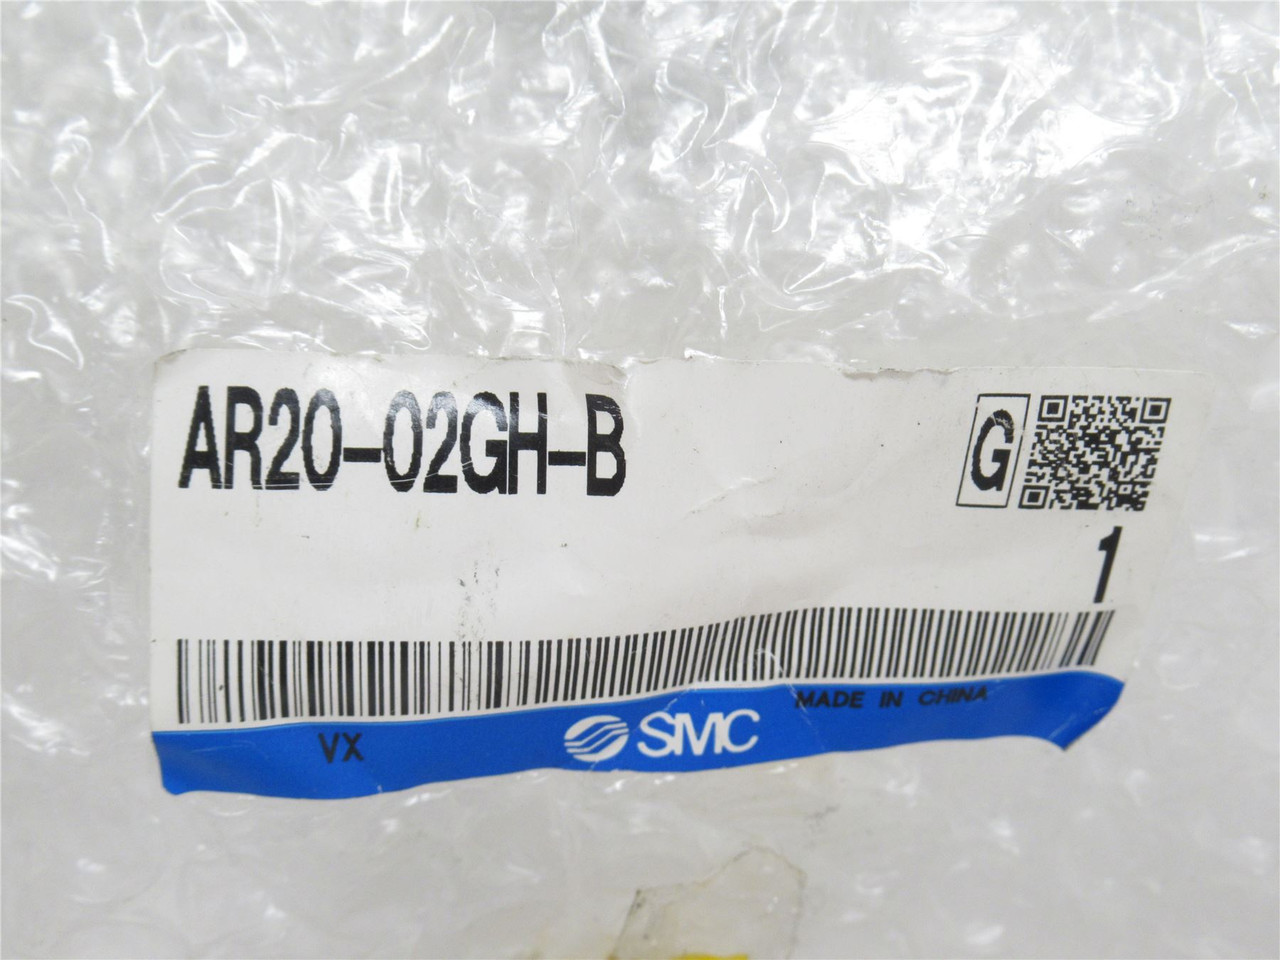 AR20-02GH-B
G
1
VX
SMC
MADE IN CHINA